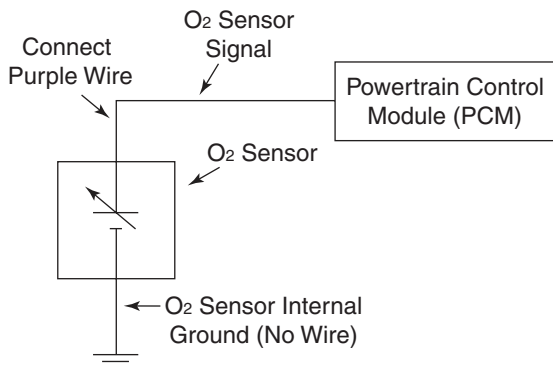 O2 Sensor
Signal
Connect
Purple Wire
Powertrain Control
Module (PCM)
O2 Sensor
O2 Sensor Internal
Ground (No Wire)